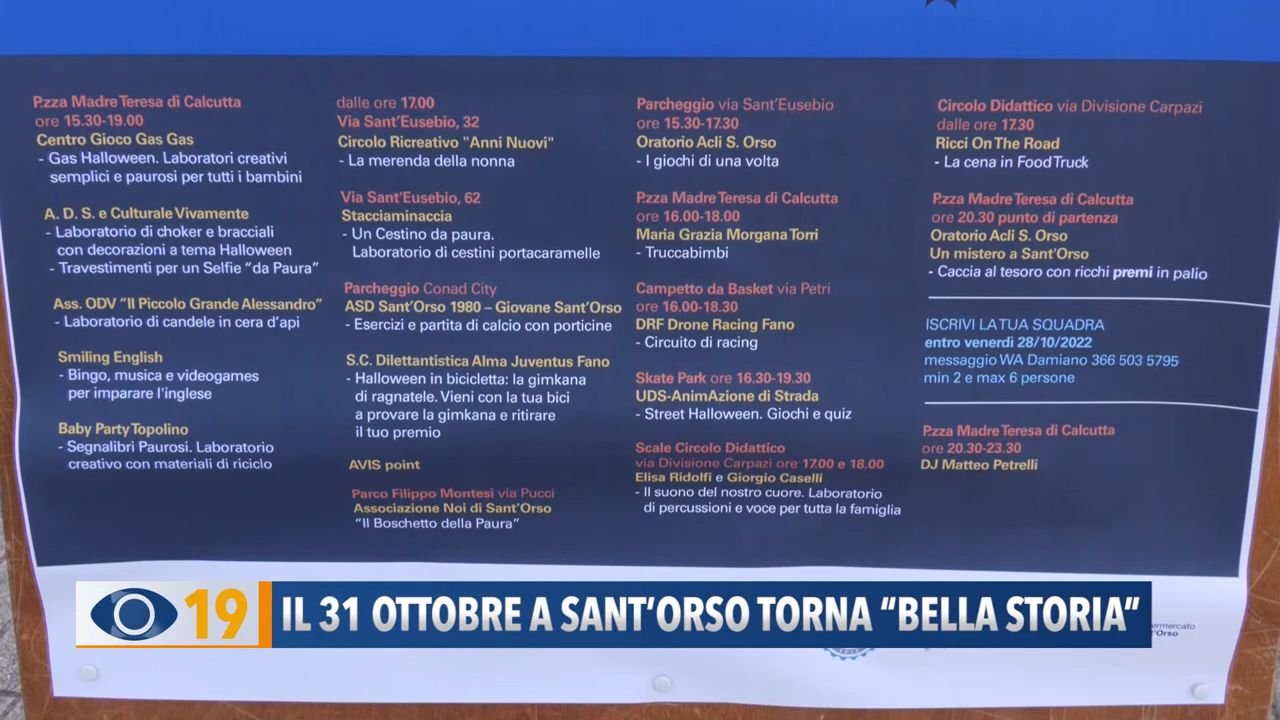 P.zza Madre Teresa di Calcutta
ore 15.30-19.00
Centro Gioco Gas Gas
- Gas Halloween. Laboratori creativi
semplici e paurosi per tutti i bambini
A. D. S. e Culturale Vivamente
- Laboratorio di choker e bracciali
con decorazioni a tema Halloween
- Travestimenti per un Selfie “da Paura”
Ass. ODV “Il Piccolo Grande Alessandro”
- Laboratorio di candele in cera d’api
Smiling English
- Bingo, musica e videogames
per imparare l'inglese
Baby Party Topolino
- Segnalibri Paurosi. Laboratorio
creativo con materiali di riciclo
dalle ore 17.00
Via Sant’Eusebio, 32
Circolo Ricreativo "Anni Nuovi"
- La merenda della nonna
Via Sant'Eusebio, 62
Stacciaminaccia
- Un Cestino da paura.
Laboratorio di cestini portacaramelle
Parcheggio Conad City
ASD Sant’Orso 1980 – Giovane Sant’Orso
- Esercizi e partita di calcio con porticine
S.C. Dilettantistica Alma Juventus Fano
- Halloween in bicicletta: la gimkana
di ragnatele. Vieni con la tua bici
a provare la gimkana e ritirare
il tuo premio
AVIS point
Parco Filippo Montesi via Pucci
Associazione Noi di Sant’Orso
“Il Boschetto della Paura”
Parcheggio via Sant’Eusebio
ore 15.30-17.30
Oratorio Acli S. Orso
- I giochi di una volta
P.zza Madre Teresa di Calcutta
ore 16.00-18.00
Maria Grazia Morgana Torri
- Truccabimbi
Campetto da Basket via Petri
ore 16.00-18.30
DRF Drone Racing Fano
- Circuito di racing
Skate Park ore 16.30-19.30
UDS-AnimAzione di Strada
- Street Halloween. Giochi e quiz
Scale Circolo Didattico
via Divisione Carpazi ore 17.00 e 18.00
Elisa Ridolfi e Giorgio Caselli
- Il suono del nostro cuore. Laboratorio
di percussioni e voce per tutta la famiglia
Circolo Didattico via Divisione Carpazi
dalle ore 17.30
Ricci On The Road
- La cena in Food Truck
P.zza Madre Teresa di Calcutta
ore 20.30 punto di partenza
Oratorio Acli S. Orso
Un mistero a Sant’Orso
- Caccia al tesoro con ricchi premi in palio
ISCRIVI LA TUA SQUADRA
entro venerdì 28/10/2022
messaggio WA Damiano 366 503 5795
min 2 e max 6 persone
P.zza Madre Teresa di Calcutta
ore 20.30-23.30
DJ Matteo Petrelli
19
IL 31 OTTOBRE A SANT’ORSO TORNA “BELLA STORIA”